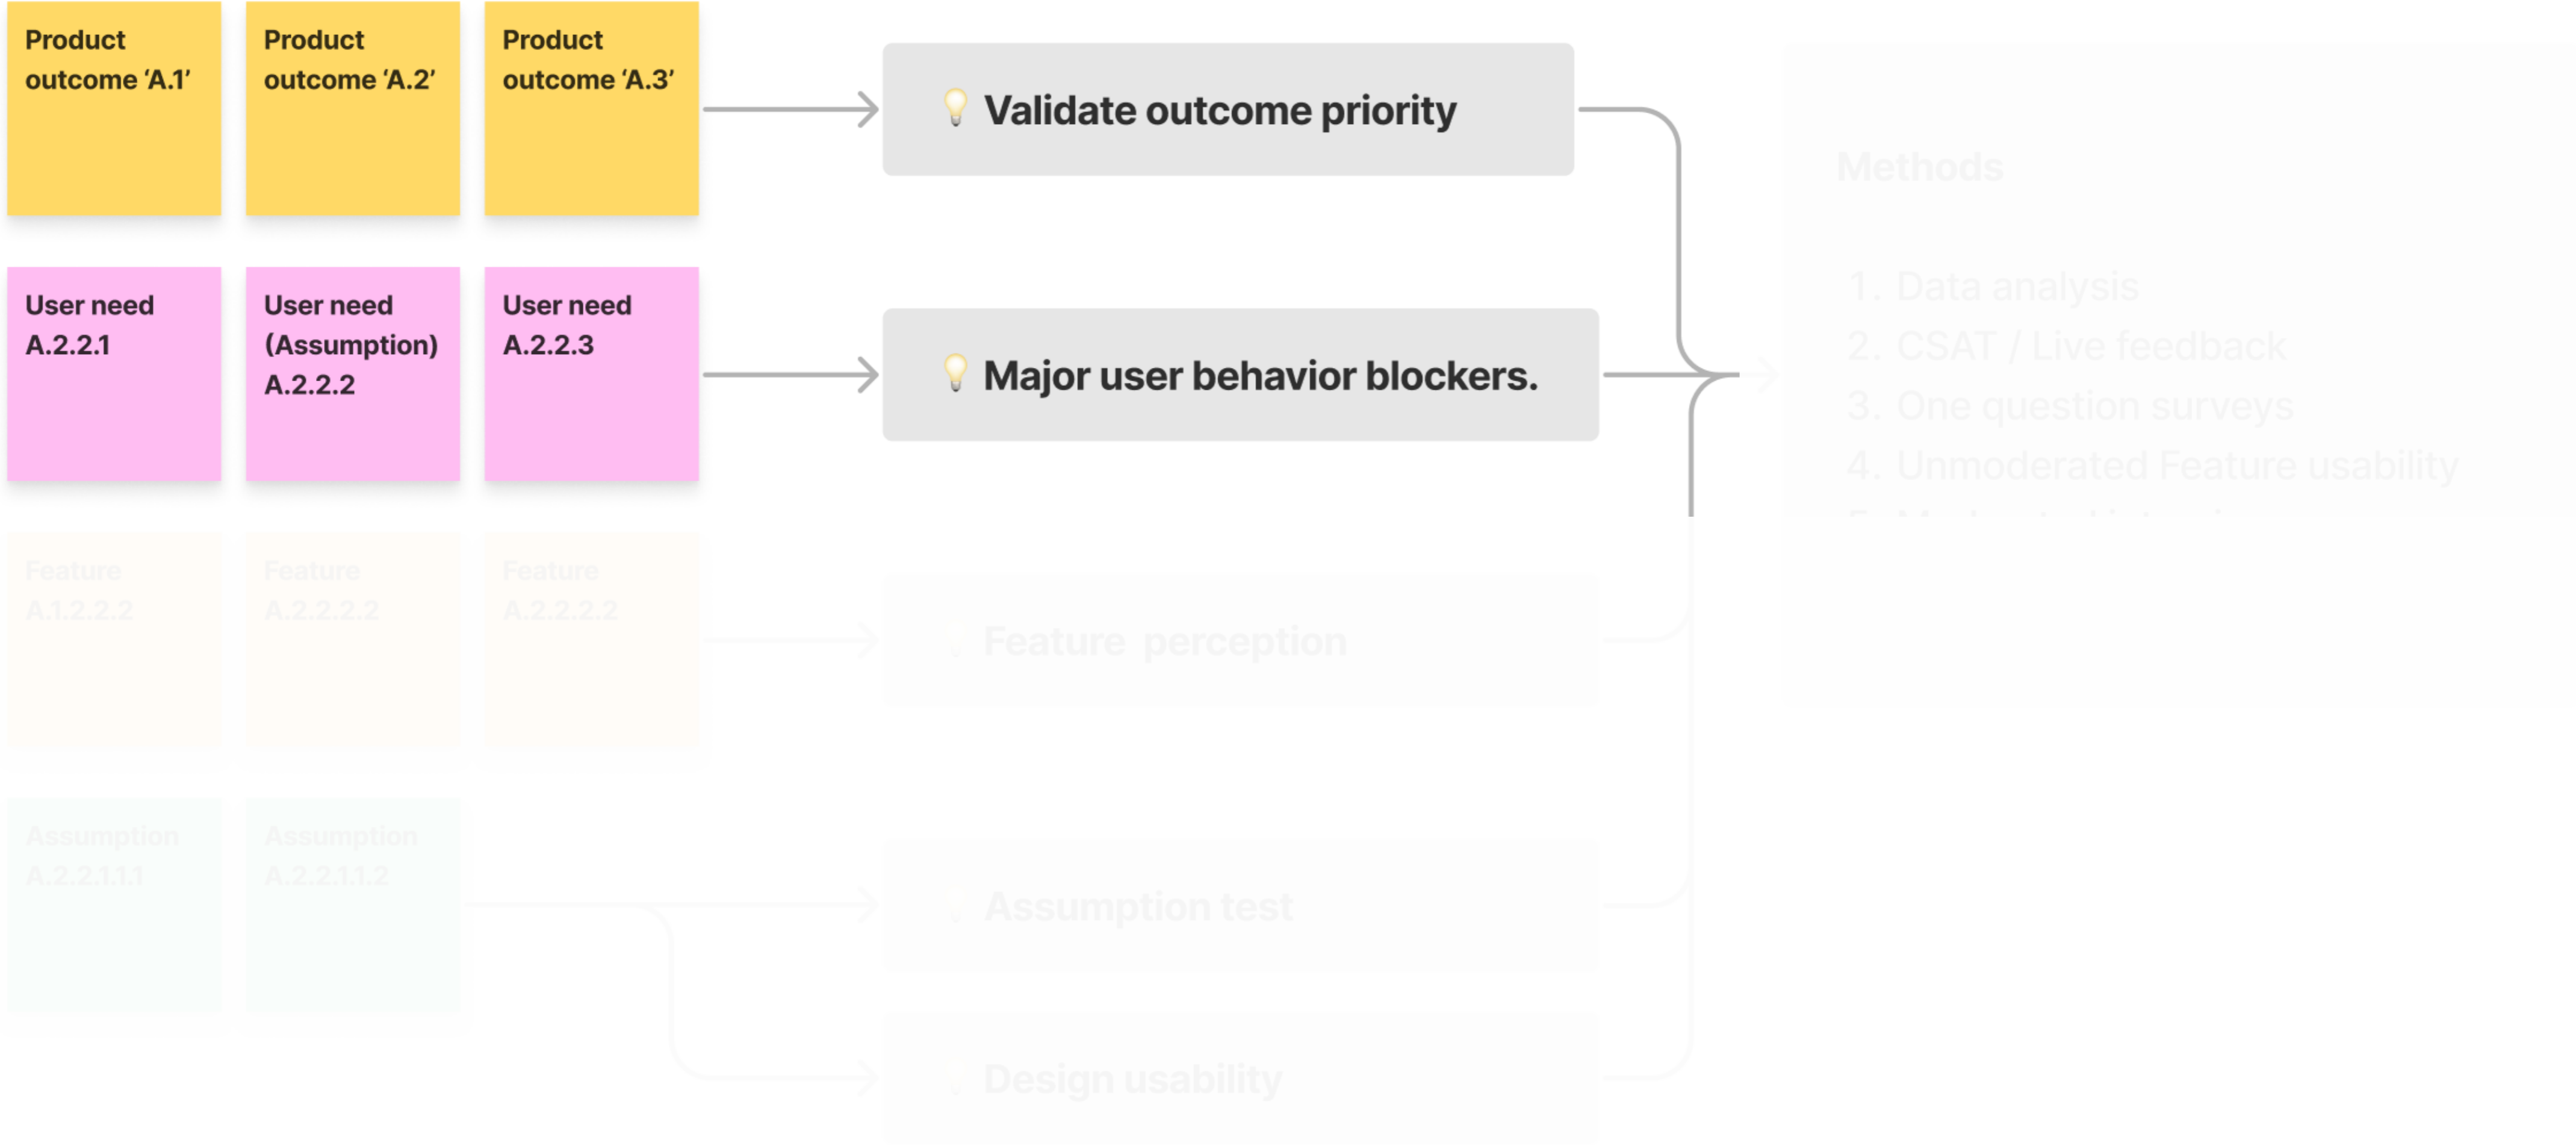 Product
outcome ‘A.1’
Product
outcome ‘A.2’
Product
outcome ‘A.3’
Validate outcome priority
User need
A.2.2.1
User need
(Assumption)
A.2.2.2
User need
A.2.2.3
Major user behavior blockers.
Methods
1. Data analysis
2. CSAT / Live feedback
3. One question surveys
4. Unmoderated Feature usability
Feature
A.1.2.2.2
Feature
A.2.2.2.2
Feature
A.2.2.2.2
Feature perception
Assumption
A.2.2.1.1.1
Assumption
A.2.2.1.1.2
Assumption test
Design usability